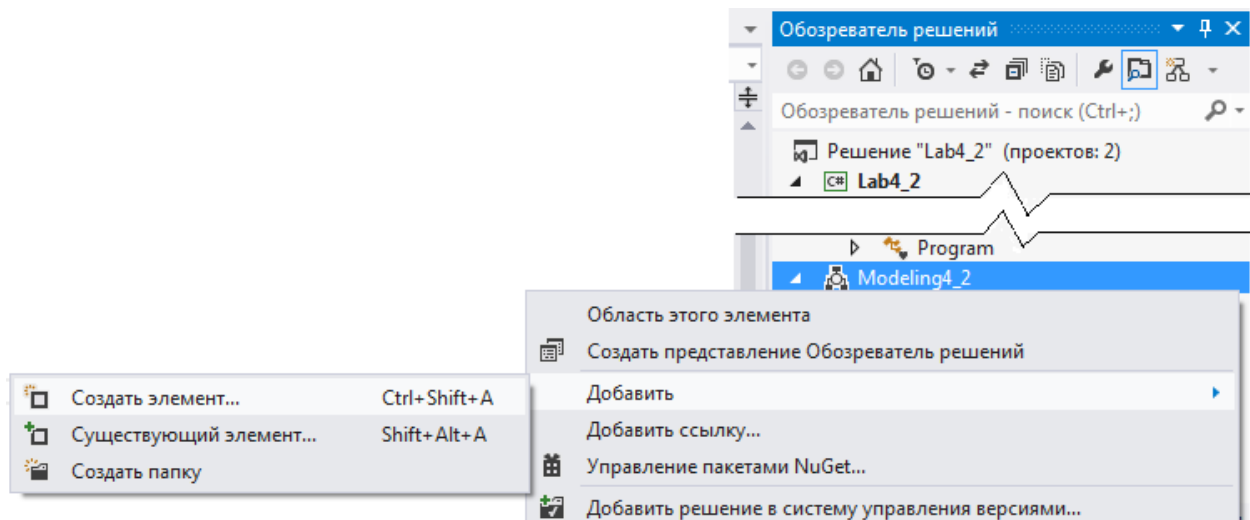 Обозреватель решений
Обозреватель решений - поиск (Ctrl+;)
Решение "Lab4_2" (проектов: 2)
C# Lab4_2
Program
Modeling4_2
Область этого элемента
Создать представление Обозреватель решений
Добавить
Добавить ссылку...
Управление пакетами NuGet...
Добавить решение в систему управления версиями...
Создать элемент... Ctrl+Shift+A
Существующий элемент... Shift+Alt+A
Создать папку